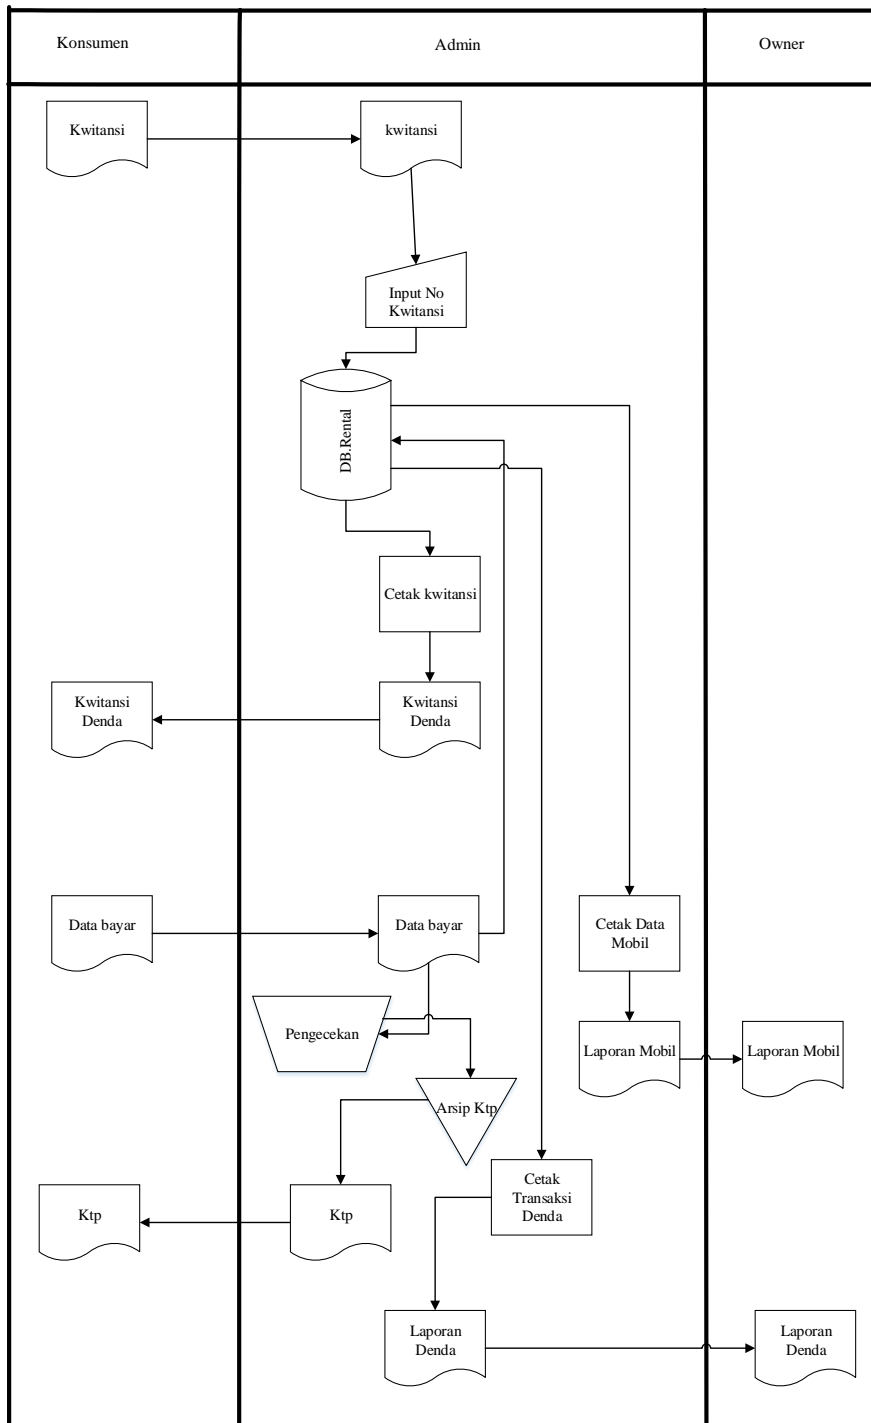 Konsumen
Admin
Owner
Kwitansi
kwitansi
Input No
Kwitansi
DB.Rental
Cetak kwitansi
Kwitansi
Denda
Kwitansi
Denda
Data bayar
Data bayar
Cetak Data
Mobil
Pengecekan
Laporan Mobil
Laporan Mobil
Arsip Ktp
Cetak
Transaksi
Denda
Ktp
Ktp
Laporan
Denda
Laporan
Denda